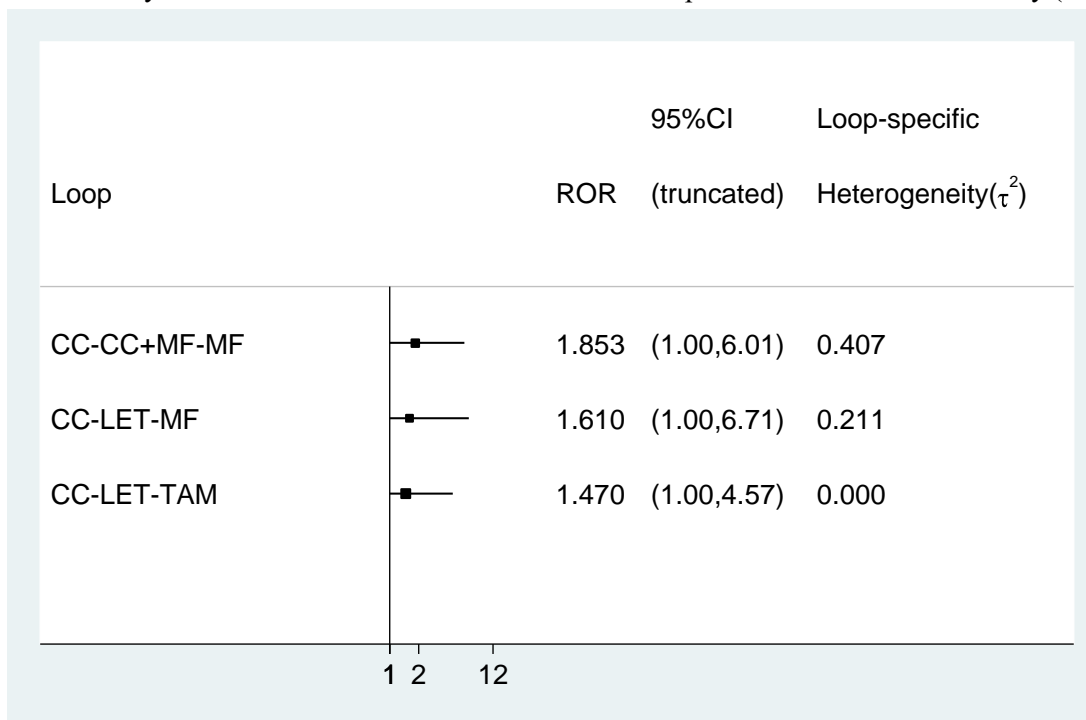 95%CI Loop-specific
Loop ROR (truncated) Heterogeneity(τ²)
CC-CC+MF-MF 1.853 (1.00,6.01) 0.407
CC-LET-MF 1.610 (1.00,6.71) 0.211
CC-LET-TAM 1.470 (1.00,4.57) 0.000
1 2 12